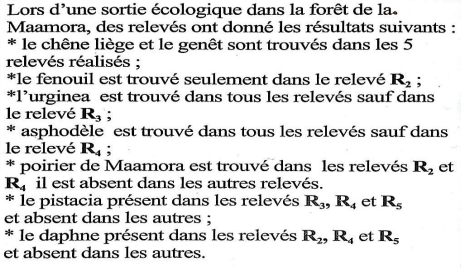 Lors d'une sortie écologique dans la forêt de la.
Maamora, des relevés ont donné les résultats suivants :
* le chêne liège et le genêt sont trouvés dans les 5
relevés réalisés ;
*le fenouil est trouvé seulement dans le relevé R₂ ;
*l'urginea est trouvé dans tous les relevés sauf dans
le relevé R₃ ;
* asphodèle est trouvé dans tous les relevés sauf dans
le relevé R₄ ;
* poirier de Maamora est trouvé dans les relevés R₂ et
R₄ il est absent dans les autres relevés.
* le pistacia présent dans les relevés R₃, R₄ et R₅
et absent dans les autres ;
* le daphne présent dans les relevés R₂, R₄ et R₅
et absent dans les autres.